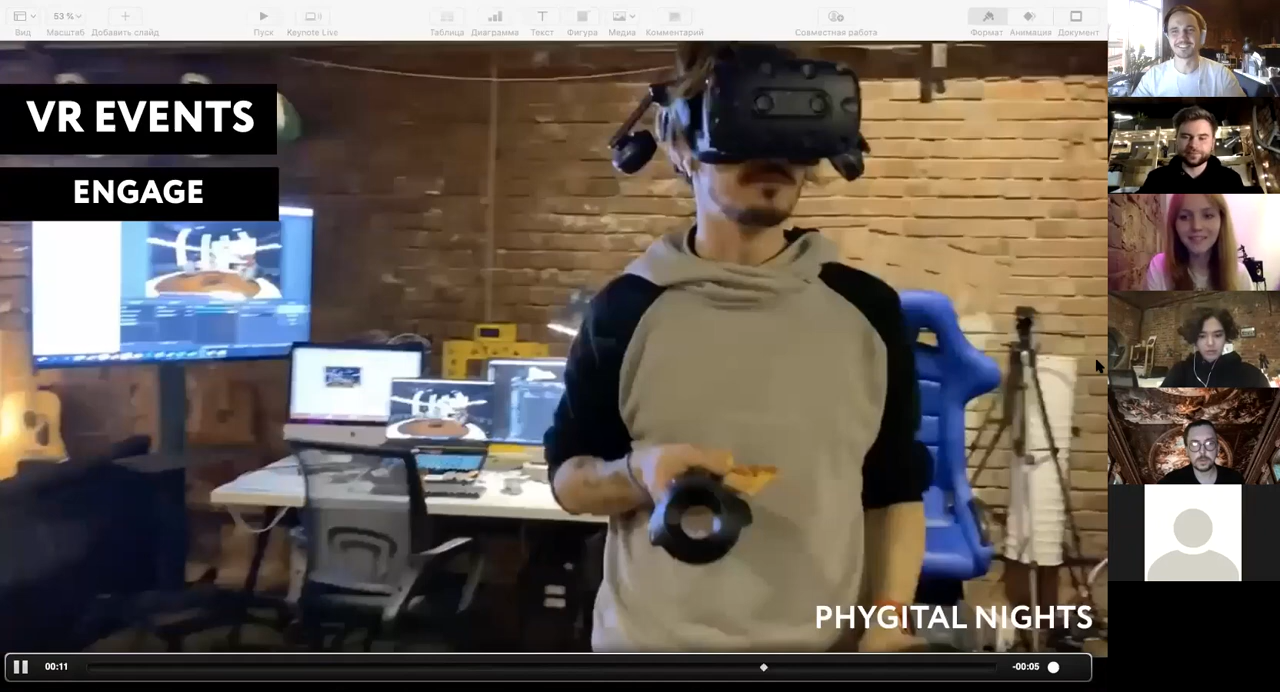 53 %
Вид
Масштаб
Добавить слайд
Пуск
Keynote Live
Таблица
Диаграмма
Текст
Фигура
Медиа
Комментарий
Совместная работа
Формат
Анимация
Документ
VR EVENTS
ENGAGE
PHYGITAL NIGHTS
00:11
-00:05